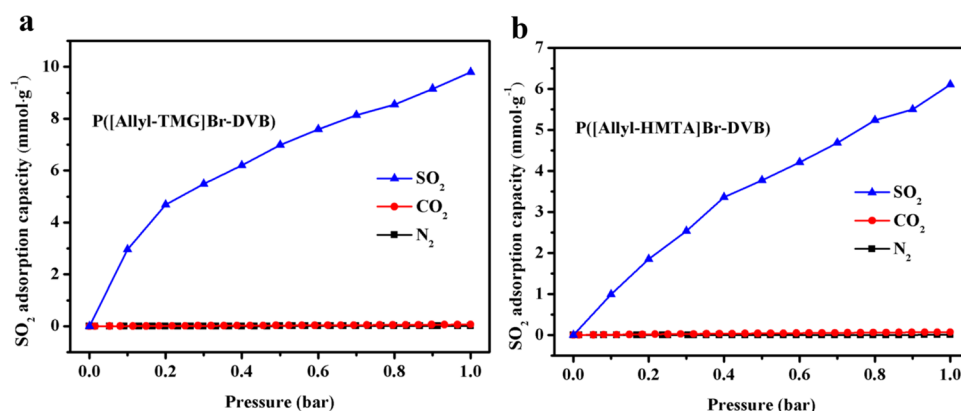 a
SO2 adsorption capacity (mmol·g-1)
10
8
6
4
2
0
P([Allyl-TMG]Br-DVB)
SO2
CO2
N2
0.0 0.2 0.4 0.6 0.8 1.0
Pressure (bar)
b
SO2 adsorption capacity (mmol·g-1)
7
6
5
4
3
2
1
0
P([Allyl-HMTA]Br-DVB)
SO2
CO2
N2
0.0 0.2 0.4 0.6 0.8 1.0
Pressure (bar)